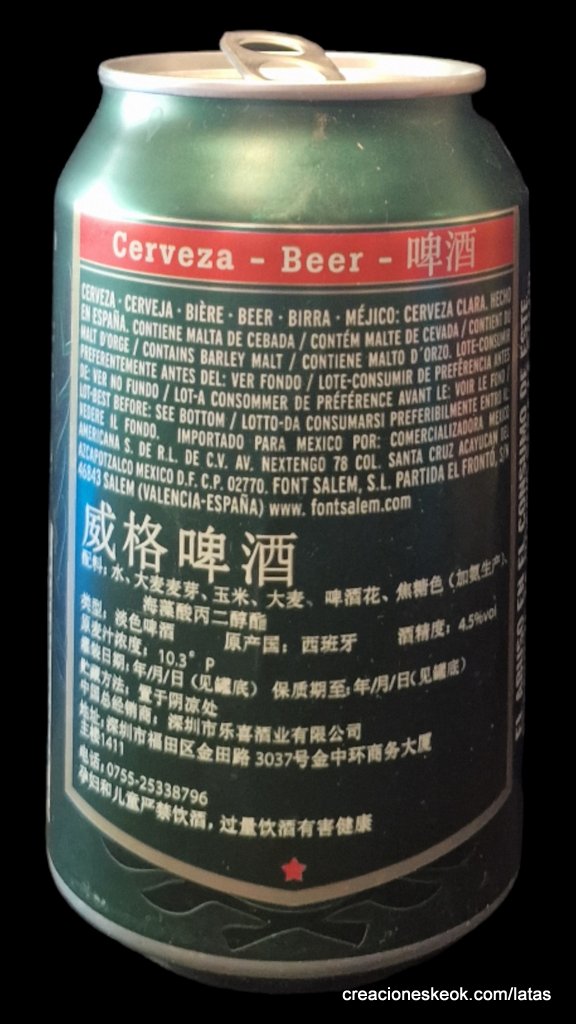 Cerveza - Beer - 啤酒
CERVEZA · CERVEJA · BIÈRE · BEER · BIRRA · MÉJICO: CERVEZA CLARA. HECHO
EN ESPAÑA. CONTIENE MALTA DE CEBADA / CONTÉM MALTE DE CEVADA / CONTIENT DE
MALT D'ORGE / CONTAINS BARLEY MALT / CONTIENE MALTO D´ORZO. LOTE-CONSUMIR
PREFERENTEMENTE ANTES DEL: VER FONDO / LOTE-CONSUMIR DE PREFERÊNCIA ANTES
DE: VER NO FUNDO / LOT-A CONSOMMER DE PRÉFÉRENCE AVANT LE: VOIR LE FOND /
LOT-BEST BEFORE: SEE BOTTOM / LOTTO-DA CONSUMARSI PREFERIBILMENTE ENTRO IL
VEDERE IL FONDO. IMPORTADO PARA MEXICO POR: COMERCIALIZADORA MEXICO
AMERICANA S. DE R.L. DE C.V. AV. NEXTENGO 78 COL. SANTA CRUZ ACAYUCAN DEL
AZCAPOTZALCO MEXICO D.F. C.P. 02770. FONT SALEM, S.L. PARTIDA EL FRONTÓ, S/N
46843 SALEM (VALENCIA-ESPAÑA) www. fontsalem.com
威格啤酒
配料: 水、大麦麦芽、玉米、大麦、啤酒花、焦糖色（加氨生产）、
海藻酸丙二醇酯
类型: 淡色啤酒 原产国: 西班牙 酒精度: 4.5%vol
原麦汁浓度: 10.3°P
灌装日期: 年/月/日（见罐底） 保质期至: 年/月/日(见罐底）
贮藏方法: 置于阴凉处
中国总经销商: 深圳市乐喜酒业有限公司
地址: 深圳市福田区金田路 3037号金中环商务大厦
主楼1411
电话: 0755-25338796
孕妇和儿童严禁饮酒, 过量饮酒有害健康
creacioneskeok.com/latas